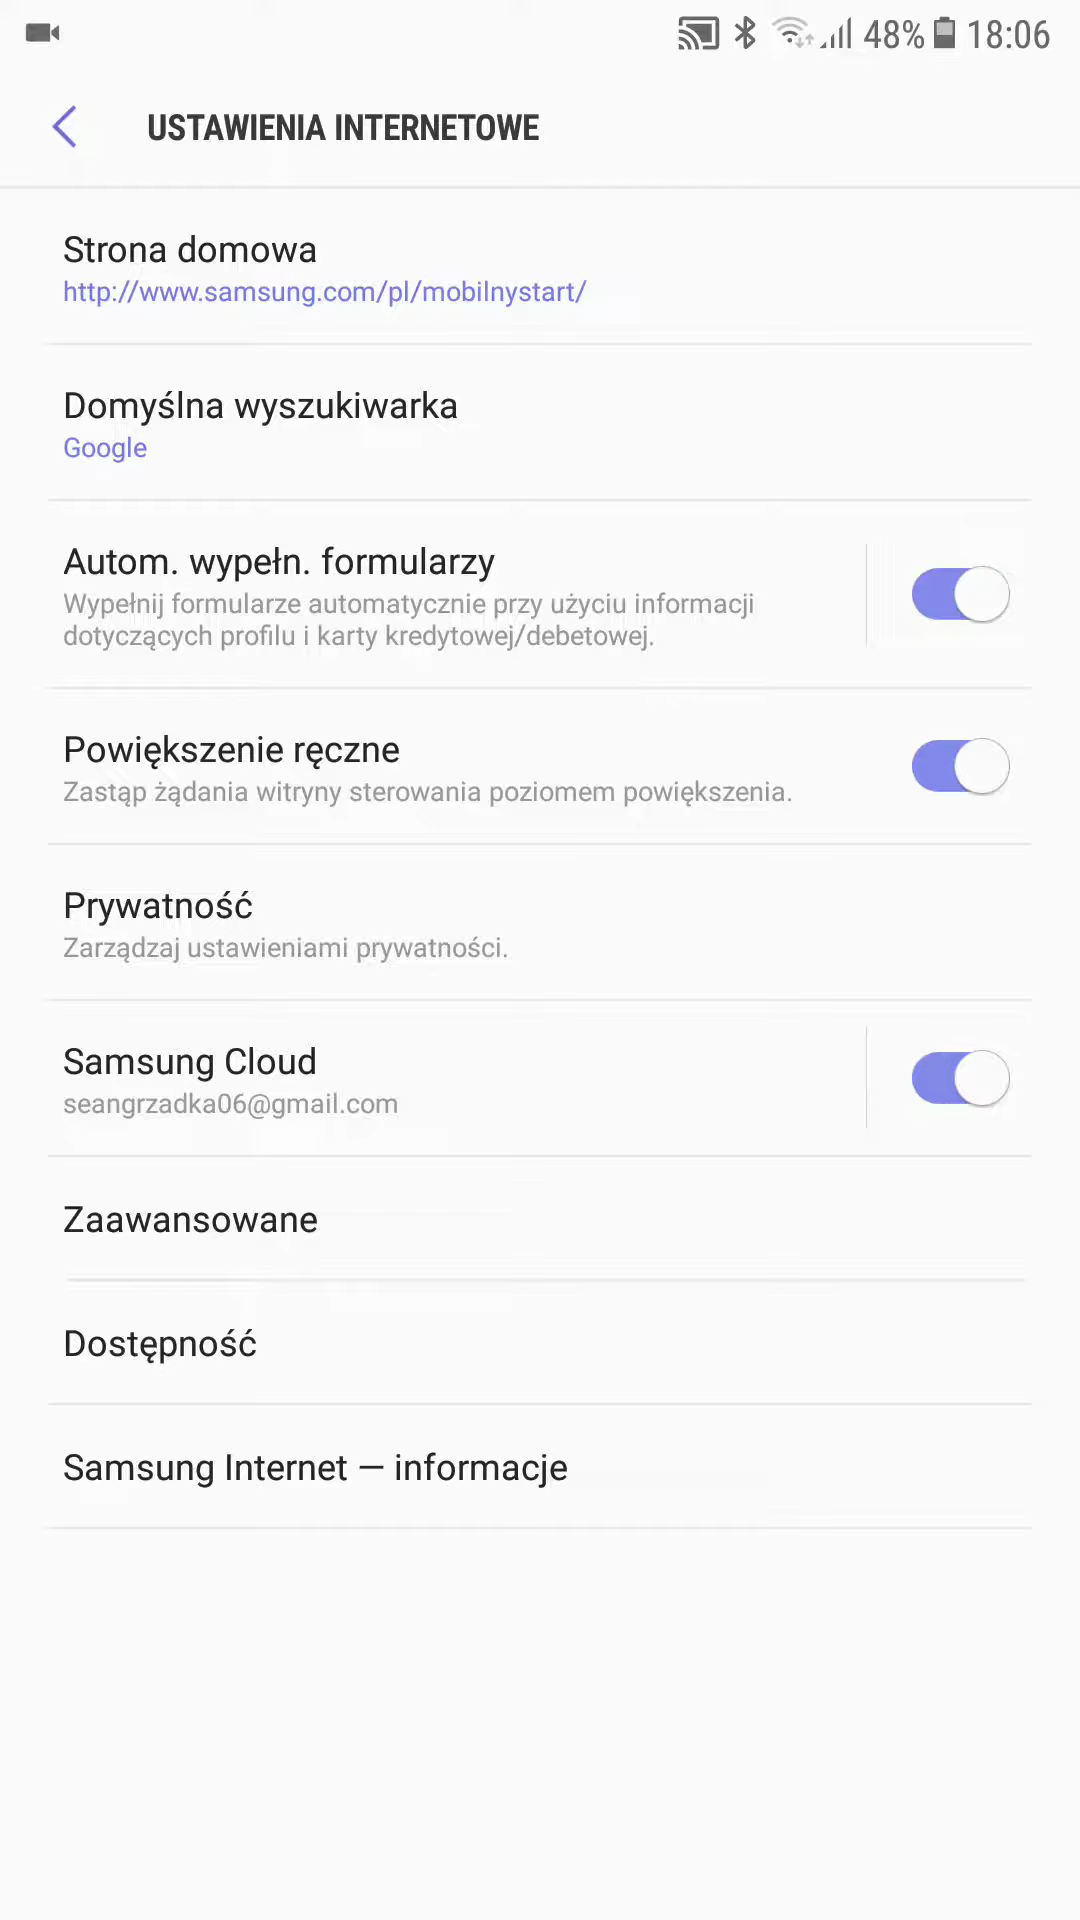 48% 18:06
USTAWIENIA INTERNETOWE
Strona domowa
http://www.samsung.com/pl/mobilnystart/
Domyślna wyszukiwarka
Google
Autom. wypełn. formularzy
Wypełnij formularze automatycznie przy użyciu informacji
dotyczących profilu i karty kredytowej/debetowej.
Powiększenie ręczne
Zastąp żądania witryny sterowania poziomem powiększenia.
Prywatność
Zarządzaj ustawieniami prywatności.
Samsung Cloud
seangrzadka06@gmail.com
Zaawansowane
Dostępność
Samsung Internet — informacje